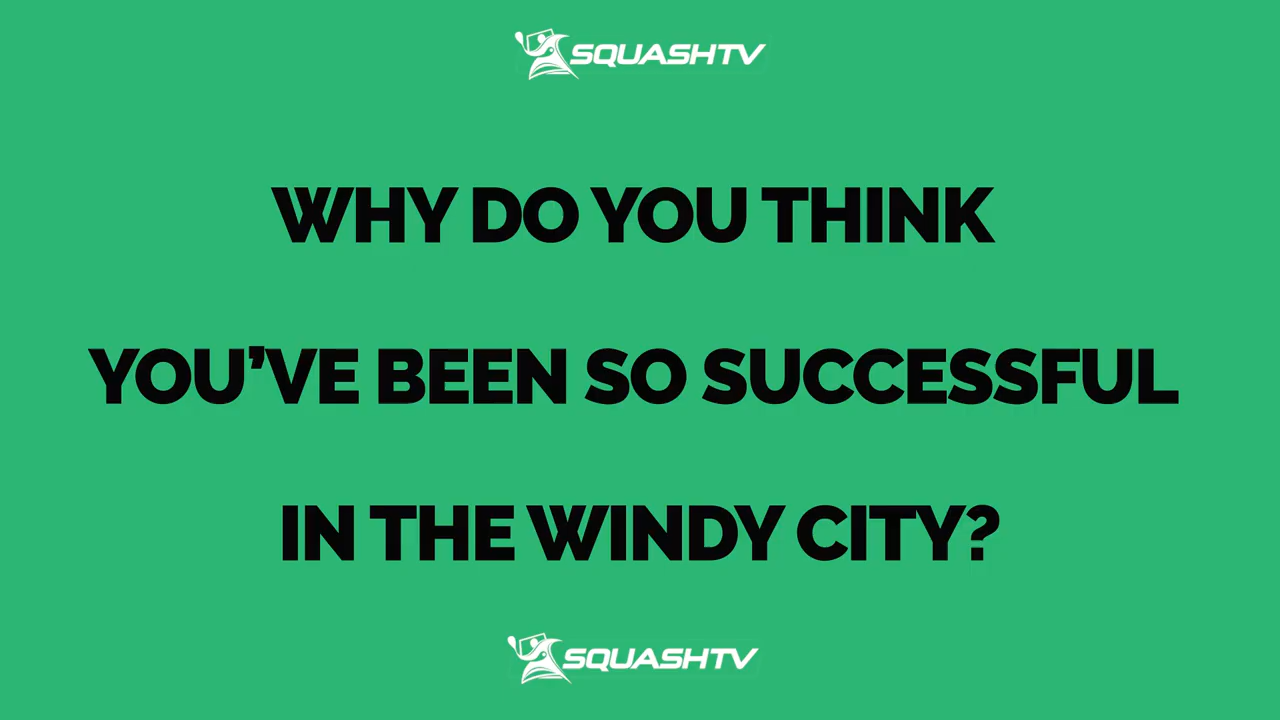 SQUASHTV
WHY DO YOU THINK
YOU'VE BEEN SO SUCCESSFUL
IN THE WINDY CITY?
SQUASHTV